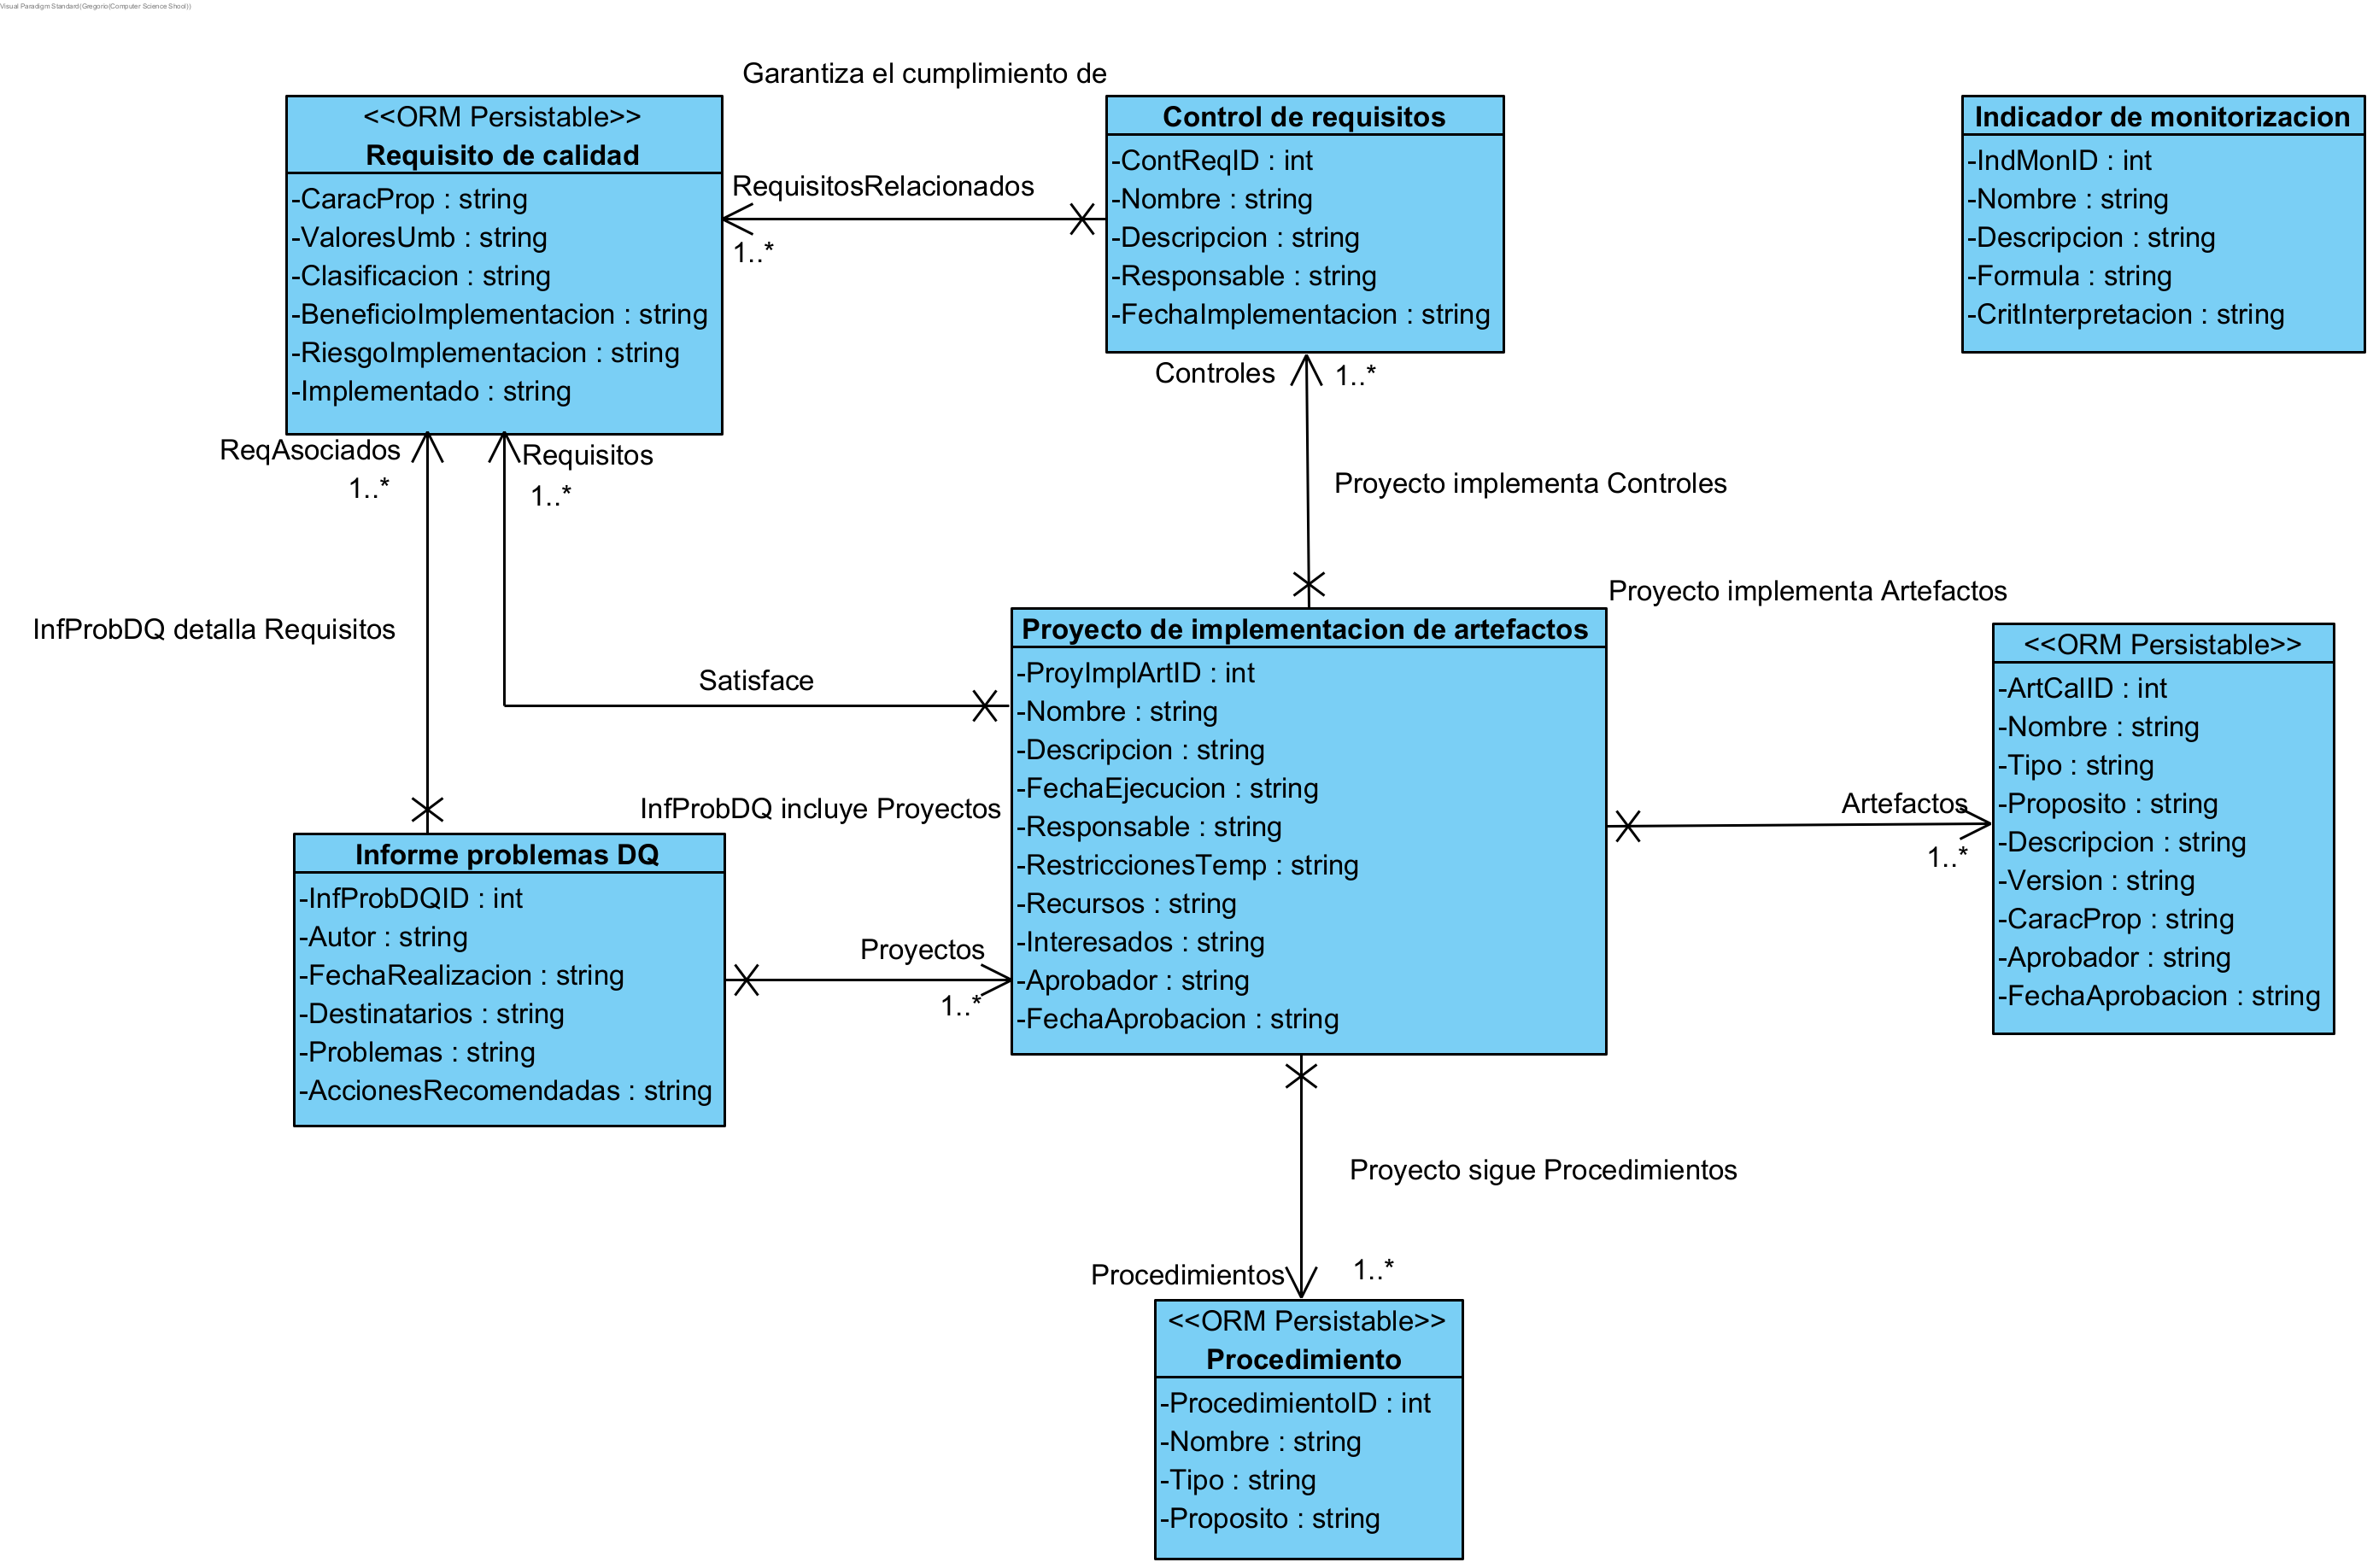 Visual Paradigm Standard(Gregorio(Computer Science Shool))
Garantiza el cumplimiento de
<<ORM Persistable>>
Requisito de calidad
-CaracProp : string
-ValoresUmb : string
-Clasificacion : string
-BeneficioImplementacion : string
-RiesgoImplementacion : string
-Implementado : string
RequisitosRelacionados
1..*
Control de requisitos
-ContReqID : int
-Nombre : string
-Descripcion : string
-Responsable : string
-FechaImplementacion : string
Indicador de monitorizacion
-IndMonID : int
-Nombre : string
-Descripcion : string
-Formula : string
-CritInterpretacion : string
Controles
1..*
ReqAsociados
1..*
Requisitos
1..*
Proyecto implementa Controles
Proyecto implementa Artefactos
InfProbDQ detalla Requisitos
Satisface
Proyecto de implementacion de artefactos
-ProyImplArtID : int
-Nombre : string
-Descripcion : string
-FechaEjecucion : string
-Responsable : string
-RestriccionesTemp : string
-Recursos : string
-Interesados : string
-Aprobador : string
-FechaAprobacion : string
<<ORM Persistable>>
-ArtCalID : int
-Nombre : string
-Tipo : string
-Proposito : string
-Descripcion : string
-Version : string
-CaracProp : string
-Aprobador : string
-FechaAprobacion : string
Artefactos
1..*
InfProbDQ incluye Proyectos
Informe problemas DQ
-InfProbDQID : int
-Autor : string
-FechaRealizacion : string
-Destinatarios : string
-Problemas : string
-AccionesRecomendadas : string
Proyectos
1..*
Proyecto sigue Procedimientos
Procedimientos
1..*
<<ORM Persistable>>
Procedimiento
-ProcedimientoID : int
-Nombre : string
-Tipo : string
-Proposito : string